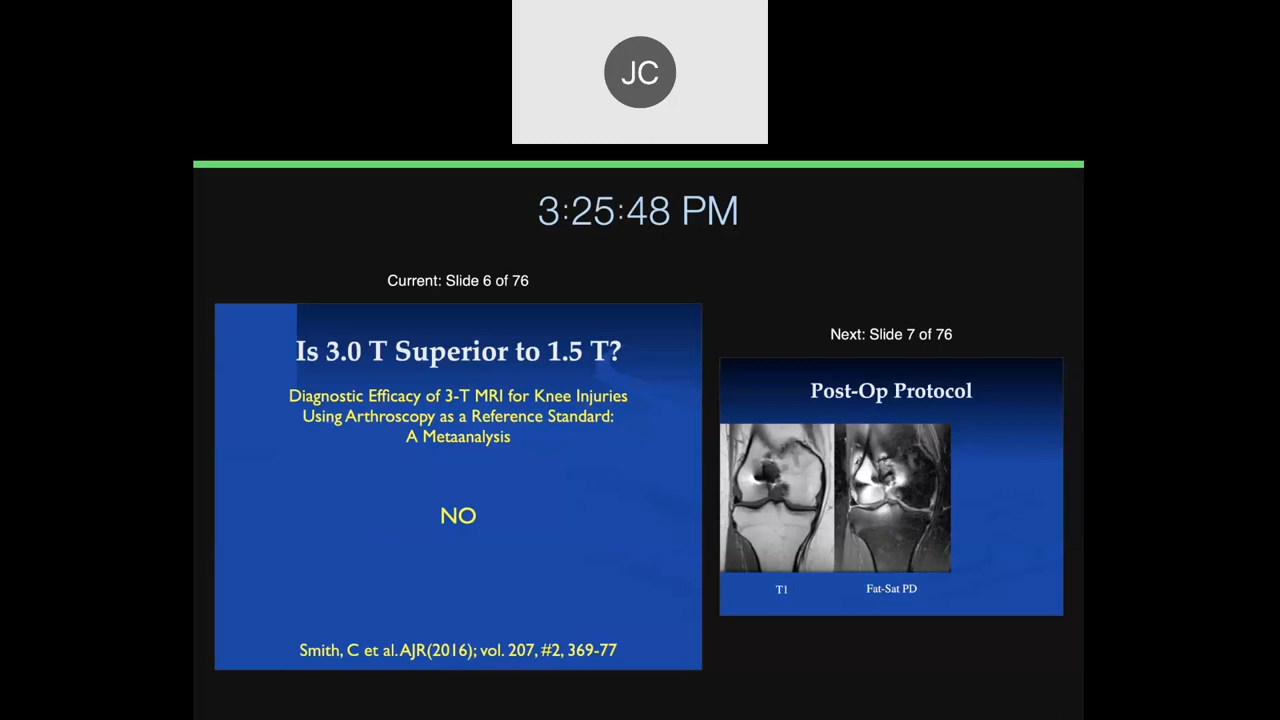 JC
3:25:48 PM
Current: Slide 6 of 76
Is 3.0 T Superior to 1.5 T?
Diagnostic Efficacy of 3-T MRI for Knee Injuries
Using Arthroscopy as a Reference Standard:
A Metaanalysis
NO
Smith, C et al. AJR(2016); vol. 207, #2, 369-77
Next: Slide 7 of 76
Post-Op Protocol
T1
Fat-Sat PD